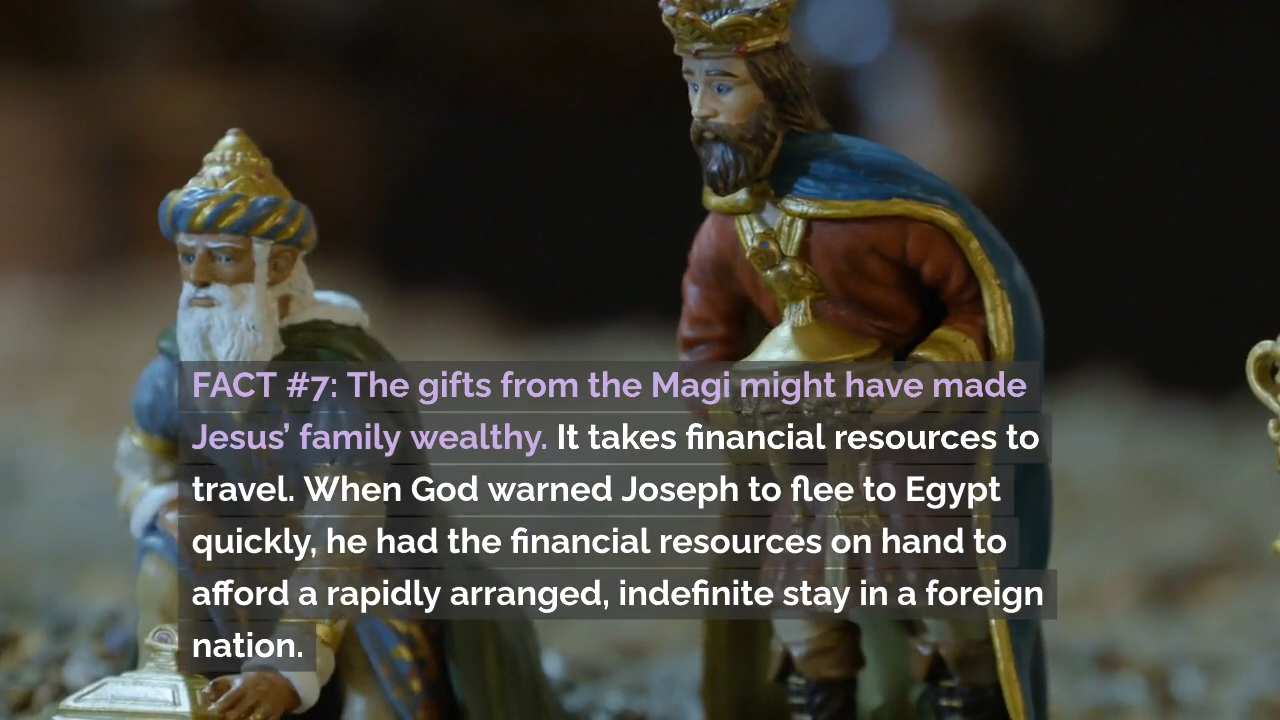 FACT #7: The gifts from the Magi might have made
Jesus’ family wealthy. It takes financial resources to
travel. When God warned Joseph to flee to Egypt
quickly, he had the financial resources on hand to
afford a rapidly arranged, indefinite stay in a foreign
nation.